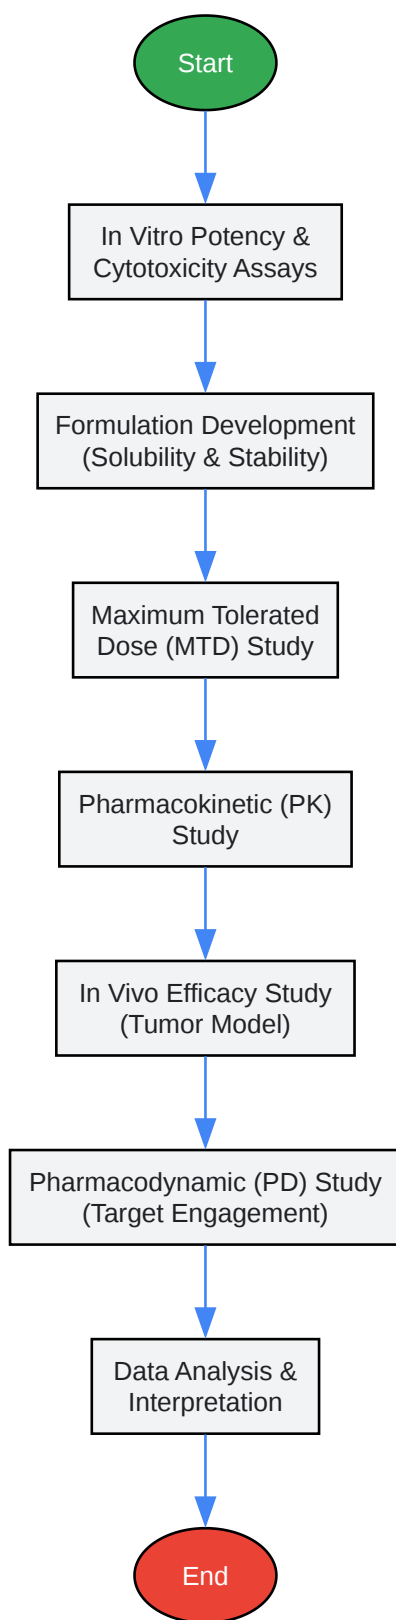 Start
In Vitro Potency &
Cytotoxicity Assays
Formulation Development
(Solubility & Stability)
Maximum Tolerated
Dose (MTD) Study
Pharmacokinetic (PK)
Study
In Vivo Efficacy Study
(Tumor Model)
Pharmacodynamic (PD) Study
(Target Engagement)
Data Analysis &
Interpretation
End